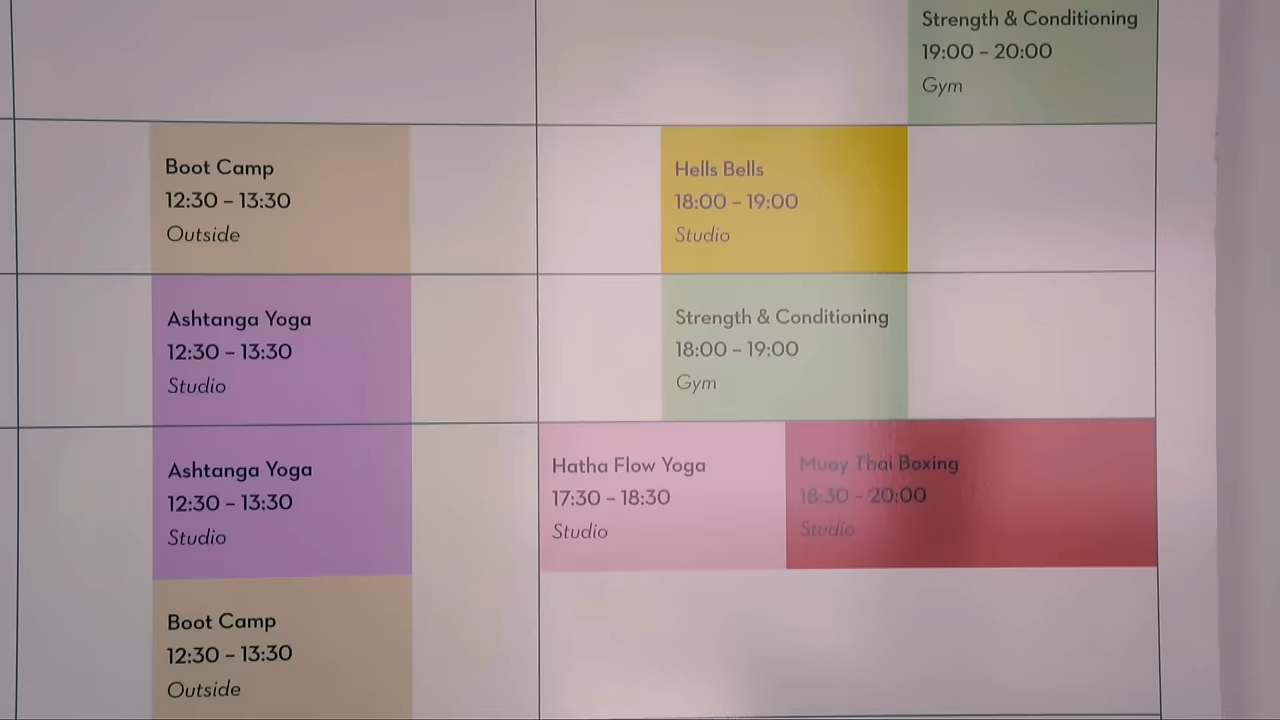 Strength & Conditioning
19:00 – 20:00
Gym
Boot Camp
12:30 – 13:30
Outside
Hells Bells
18:00 – 19:00
Studio
Ashtanga Yoga
12:30 – 13:30
Studio
Strength & Conditioning
18:00 – 19:00
Gym
Ashtanga Yoga
12:30 – 13:30
Studio
Hatha Flow Yoga
17:30 – 18:30
Studio
Muay Thai Boxing
18:30 – 20:00
Studio
Boot Camp
12:30 – 13:30
Outside